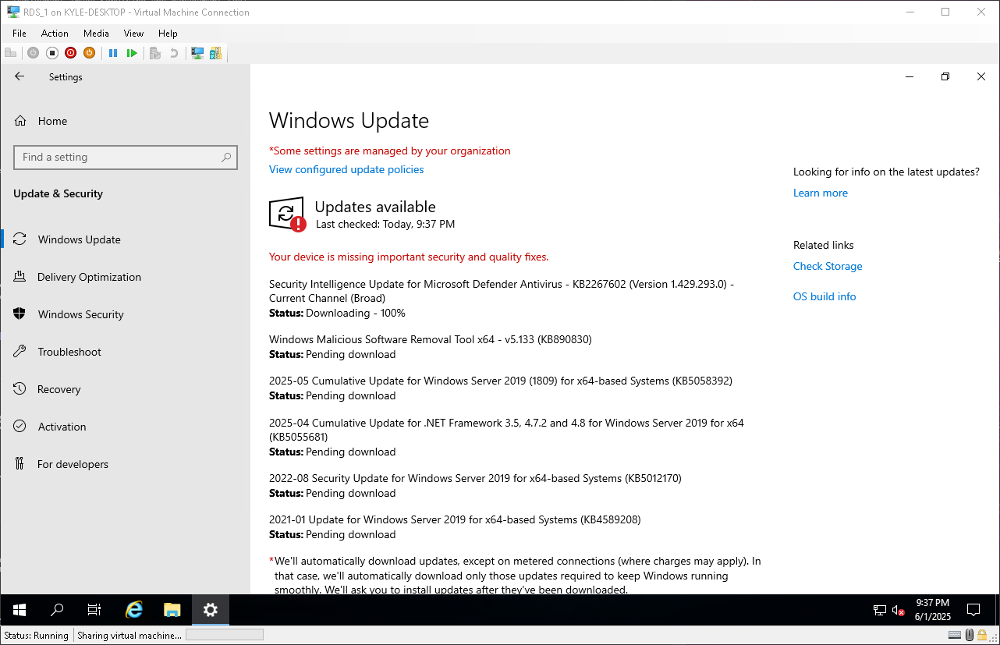 RDS_1 on KYLE-DESKTOP - Virtual Machine Connection
File Action Media View Help
Settings
Home
Find a setting
Update & Security
Windows Update
Delivery Optimization
Windows Security
Troubleshoot
Recovery
Activation
For developers
Windows Update
*Some settings are managed by your organization
View configured update policies
Updates available
Last checked: Today, 9:37 PM
Your device is missing important security and quality fixes.
Security Intelligence Update for Microsoft Defender Antivirus - KB2267602 (Version 1.429.293.0) -
Current Channel (Broad)
Status: Downloading - 100%
Windows Malicious Software Removal Tool x64 - v5.133 (KB890830)
Status: Pending download
2025-05 Cumulative Update for Windows Server 2019 (1809) for x64-based Systems (KB5058392)
Status: Pending download
2025-04 Cumulative Update for .NET Framework 3.5, 4.7.2 and 4.8 for Windows Server 2019 for x64
(KB5055681)
Status: Pending download
2022-08 Security Update for Windows Server 2019 for x64-based Systems (KB5012170)
Status: Pending download
2021-01 Update for Windows Server 2019 for x64-based Systems (KB4589208)
Status: Pending download
*We'll automatically download updates, except on metered connections (where charges may apply). In
that case, we'll automatically download only those updates required to keep Windows running
smoothly. We'll ask you to install updates after they've been downloaded.
Looking for info on the latest updates?
Learn more
Related links
Check Storage
OS build info
9:37 PM
6/1/2025
Status: Running
Sharing virtual machine...